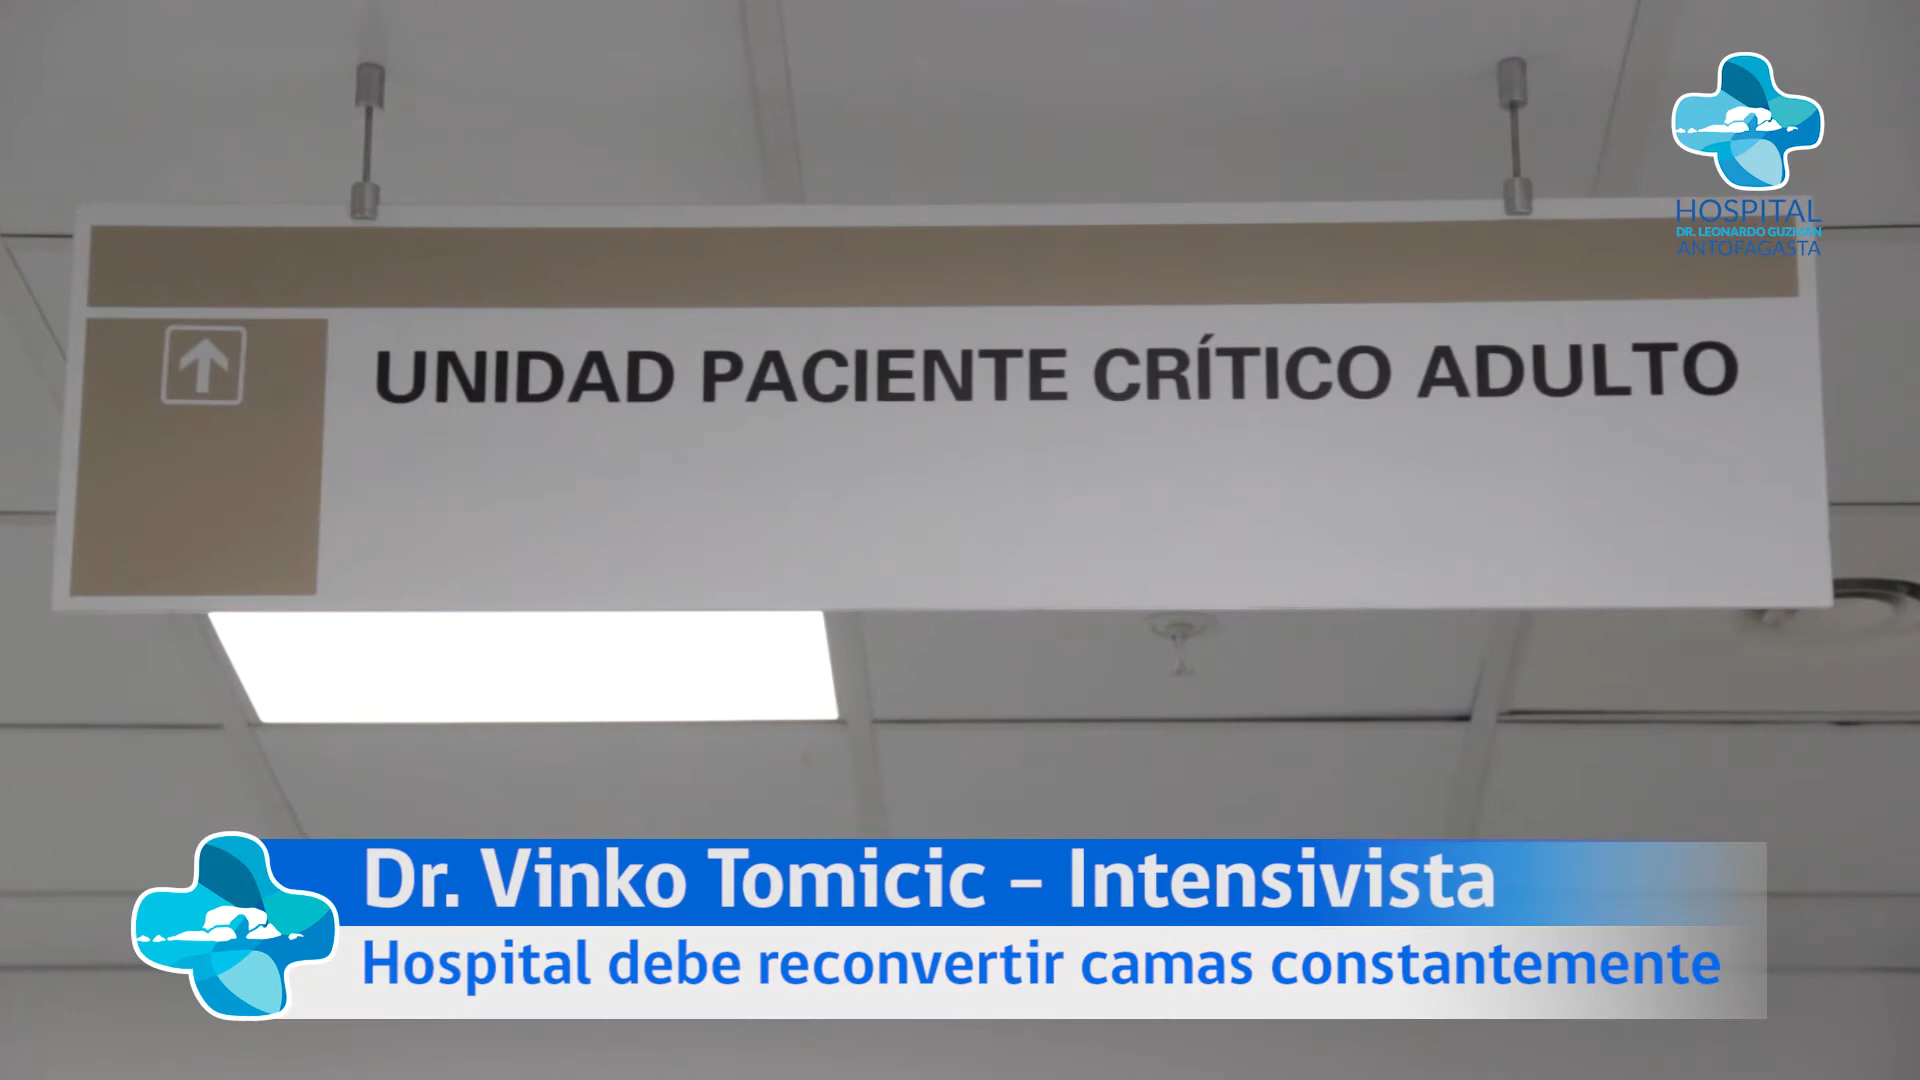 HOSPITAL
DR. LEONARDO GUZMÁN
ANTOFAGASTA
UNIDAD PACIENTE CRÍTICO ADULTO
Dr. Vinko Tomicic – Intensivista
Hospital debe reconvertir camas constantemente